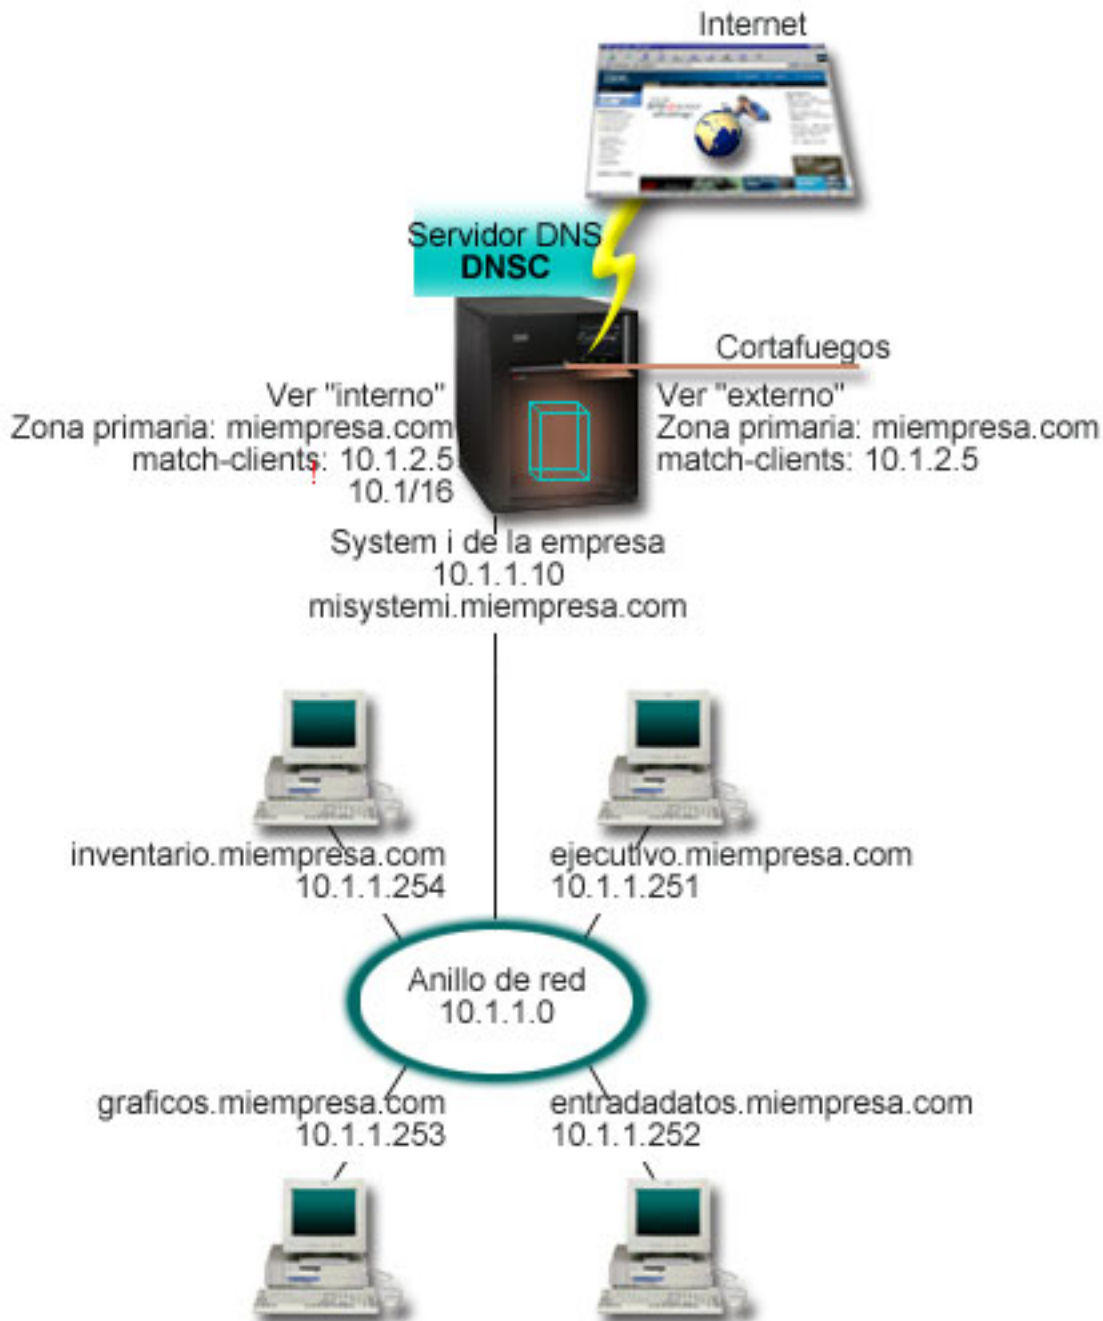 Internet
Servidor DNS
DNSC
Cortafuegos
Ver "interno"
Zona primaria: miempresa.com
match-clients: 10.1.2.5
!
10.1/16
Ver "externo"
Zona primaria: miempresa.com
match-clients: 10.1.2.5
System i de la empresa
10.1.1.10
misystemi.miempresa.com
inventario.miempresa.com
10.1.1.254
ejecutivo.miempresa.com
10.1.1.251
Anillo de red
10.1.1.0
graficos.miempresa.com
10.1.1.253
entradadatos.miempresa.com
10.1.1.252